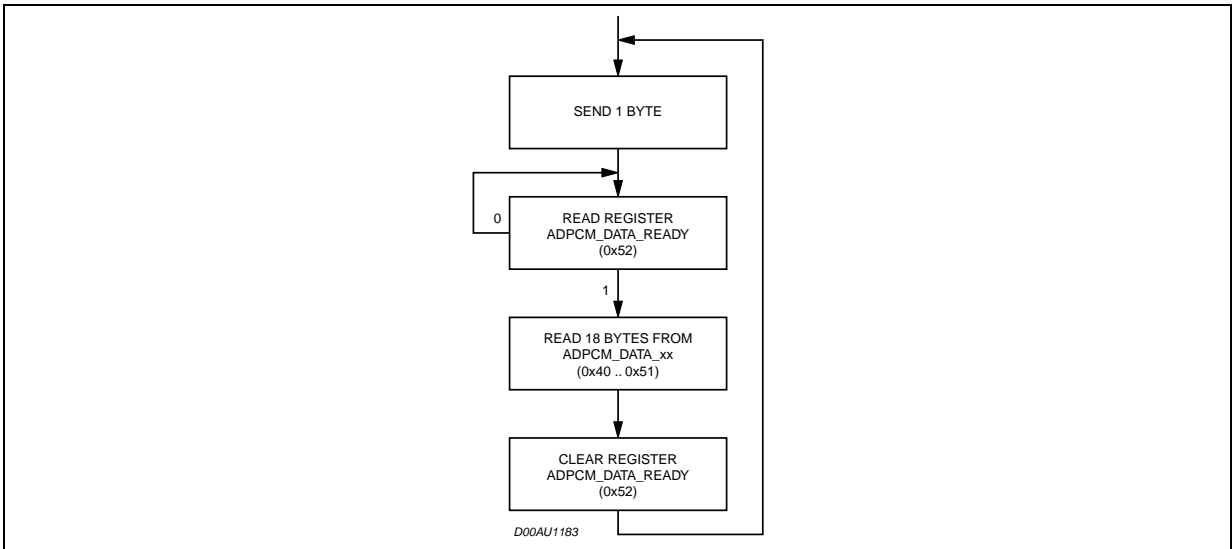 SEND 1 BYTE
0
READ REGISTER
ADPCM_DATA_READY
(0x52)
1
READ 18 BYTES FROM
ADPCM_DATA_xx
(0x40 .. 0x51)
CLEAR REGISTER
ADPCM_DATA_READY
(0x52)
D00AU1183